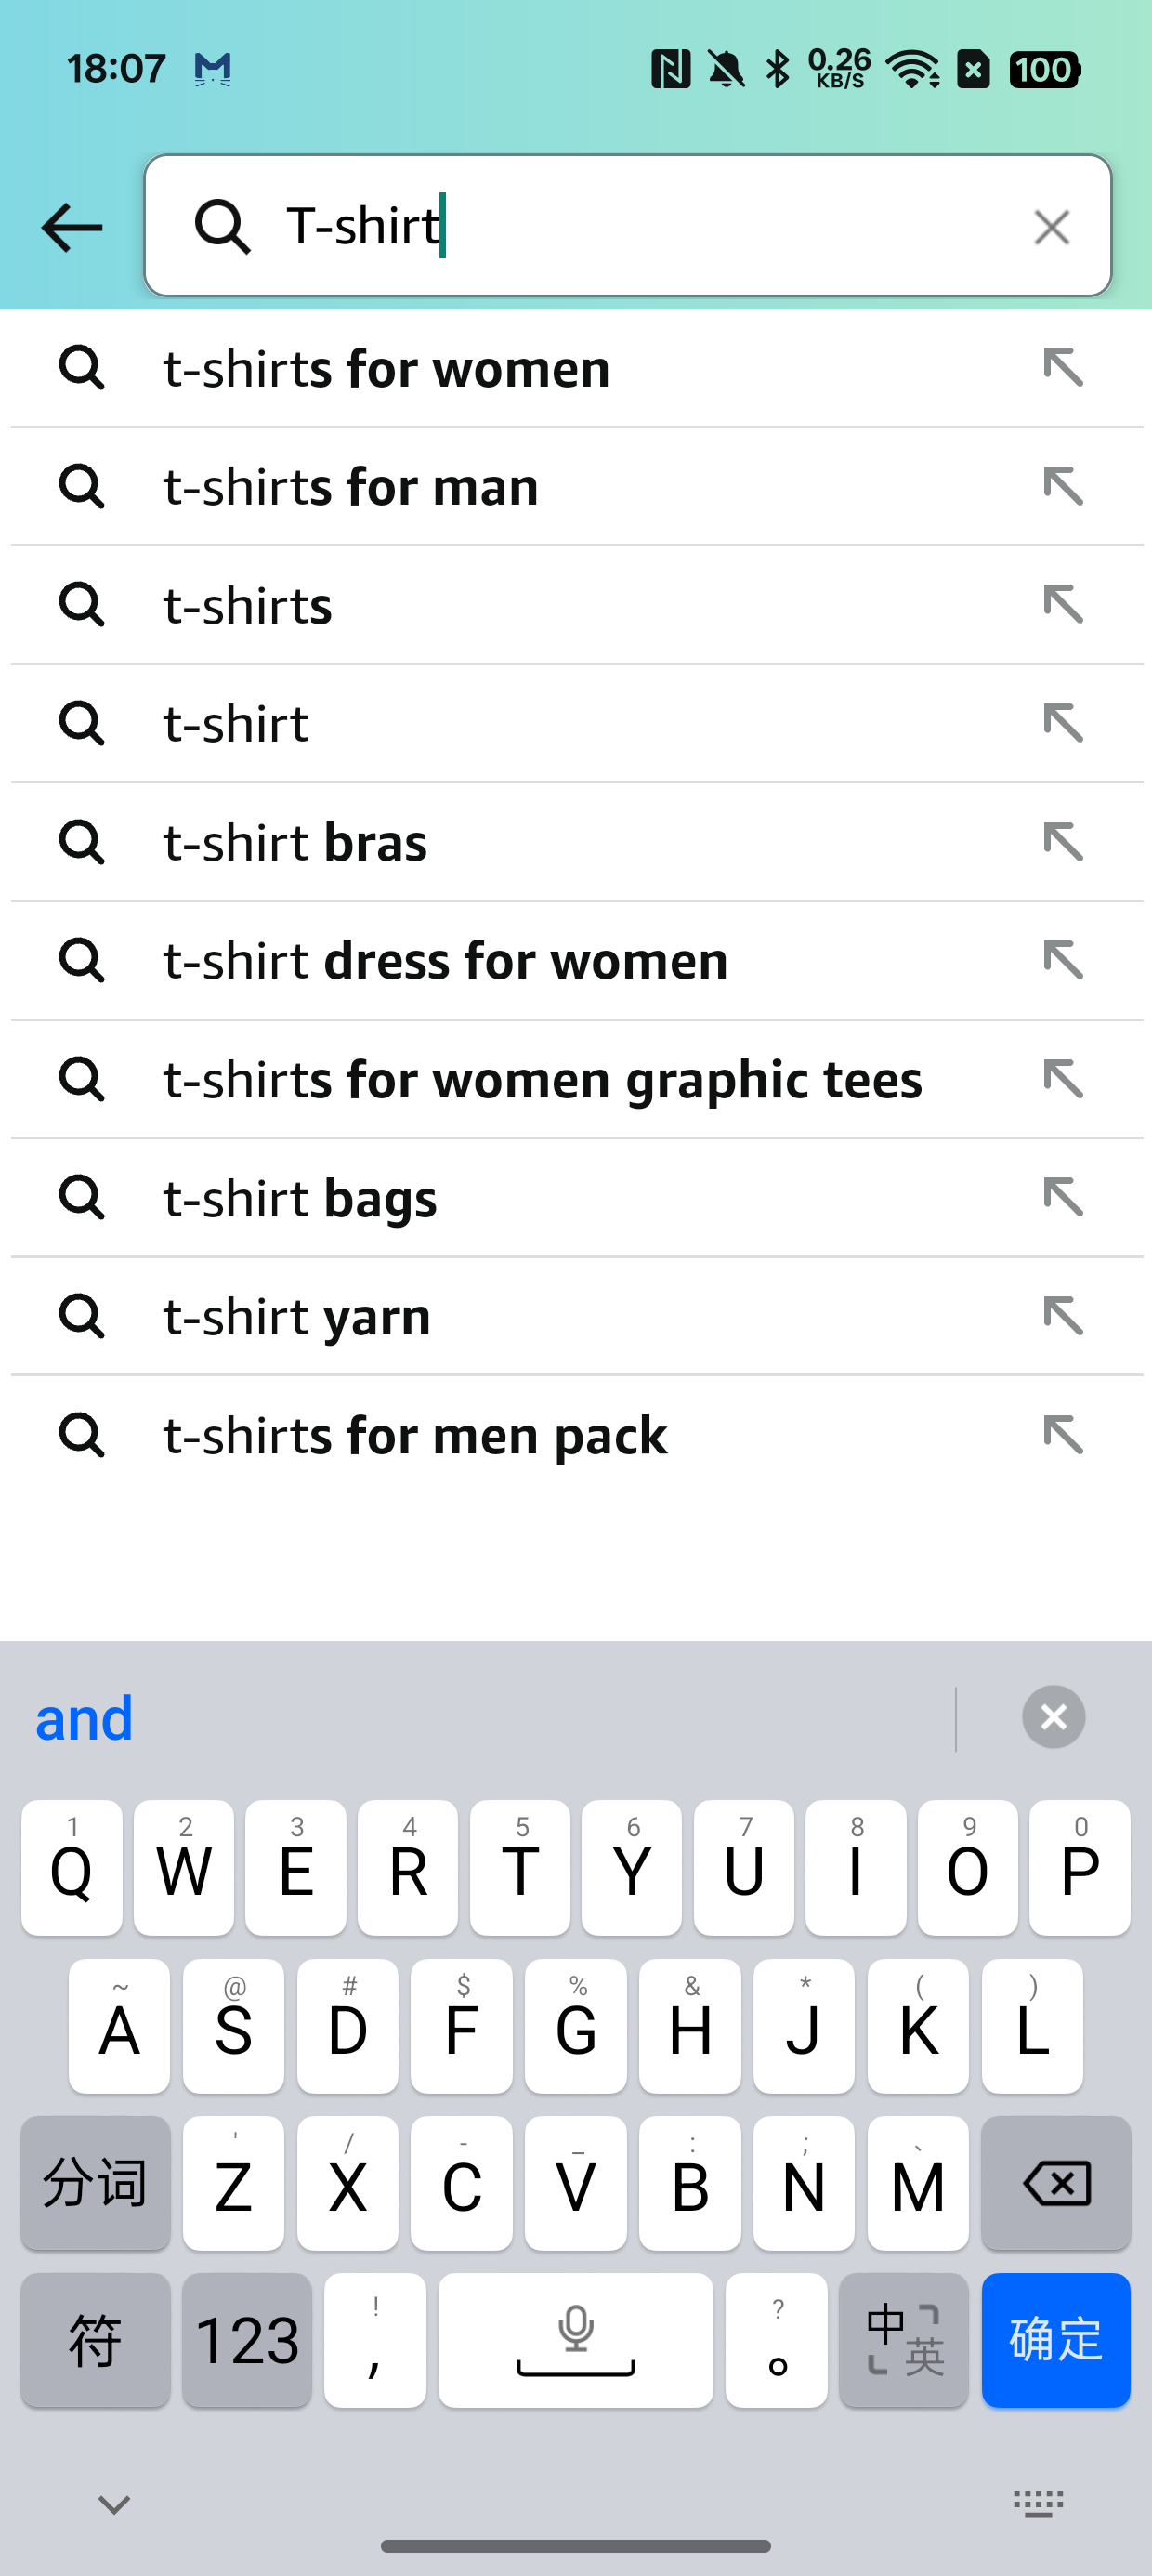 18:07 0.26 KB/S 100
T-shirt
t-shirts for women
t-shirts for man
t-shirts
t-shirt
t-shirt bras
t-shirt dress for women
t-shirts for women graphic tees
t-shirt bags
t-shirt yarn
t-shirts for men pack
and
1 2 3 4 5 6 7 8 9 0
Q W E R T Y U I O P
~ @ # $ % & * ( )
A S D F G H J K L
' / - _ : ; 、
分词 Z X C V B N M
! ?
符 123 , 。 中 英 确定